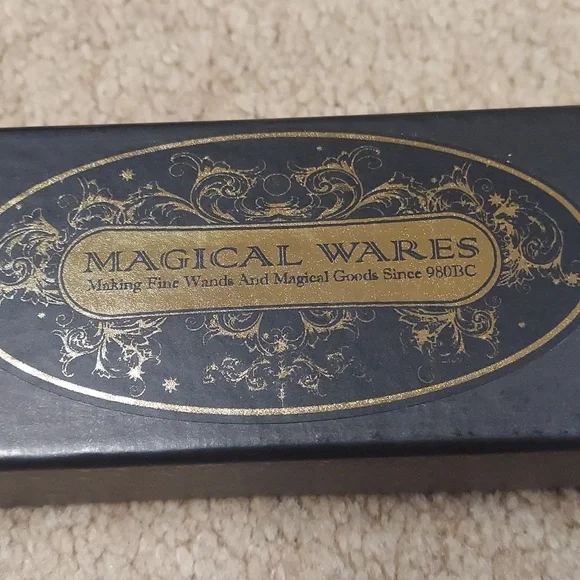 MAGICAL WARES
Making Fine Wands And Magical Goods Since 980BC